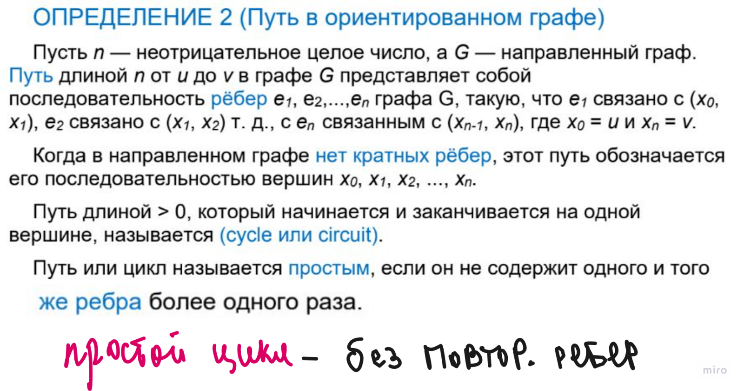 ОПРЕДЕЛЕНИЕ 2 (Путь в ориентированном графе)
Пусть n — неотрицательное целое число, а G — направленный граф.
Путь длиной n от u до v в графе G представляет собой
последовательность рёбер e₁, e₂,...,eₙ графа G, такую, что e₁ связано с (x₀,
x₁), e₂ связано с (x₁, x₂) т. д., с eₙ связанным с (xₙ₋₁, xₙ), где x₀ = u и xₙ = v.
Когда в направленном графе нет кратных рёбер, этот путь обозначается
его последовательностью вершин x₀, x₁, x₂, ..., xₙ.
Путь длиной > 0, который начинается и заканчивается на одной
вершине, называется (cycle или circuit).
Путь или цикл называется простым, если он не содержит одного и того
же ребра более одного раза.
простой цикл – без повтор. ребер
miro